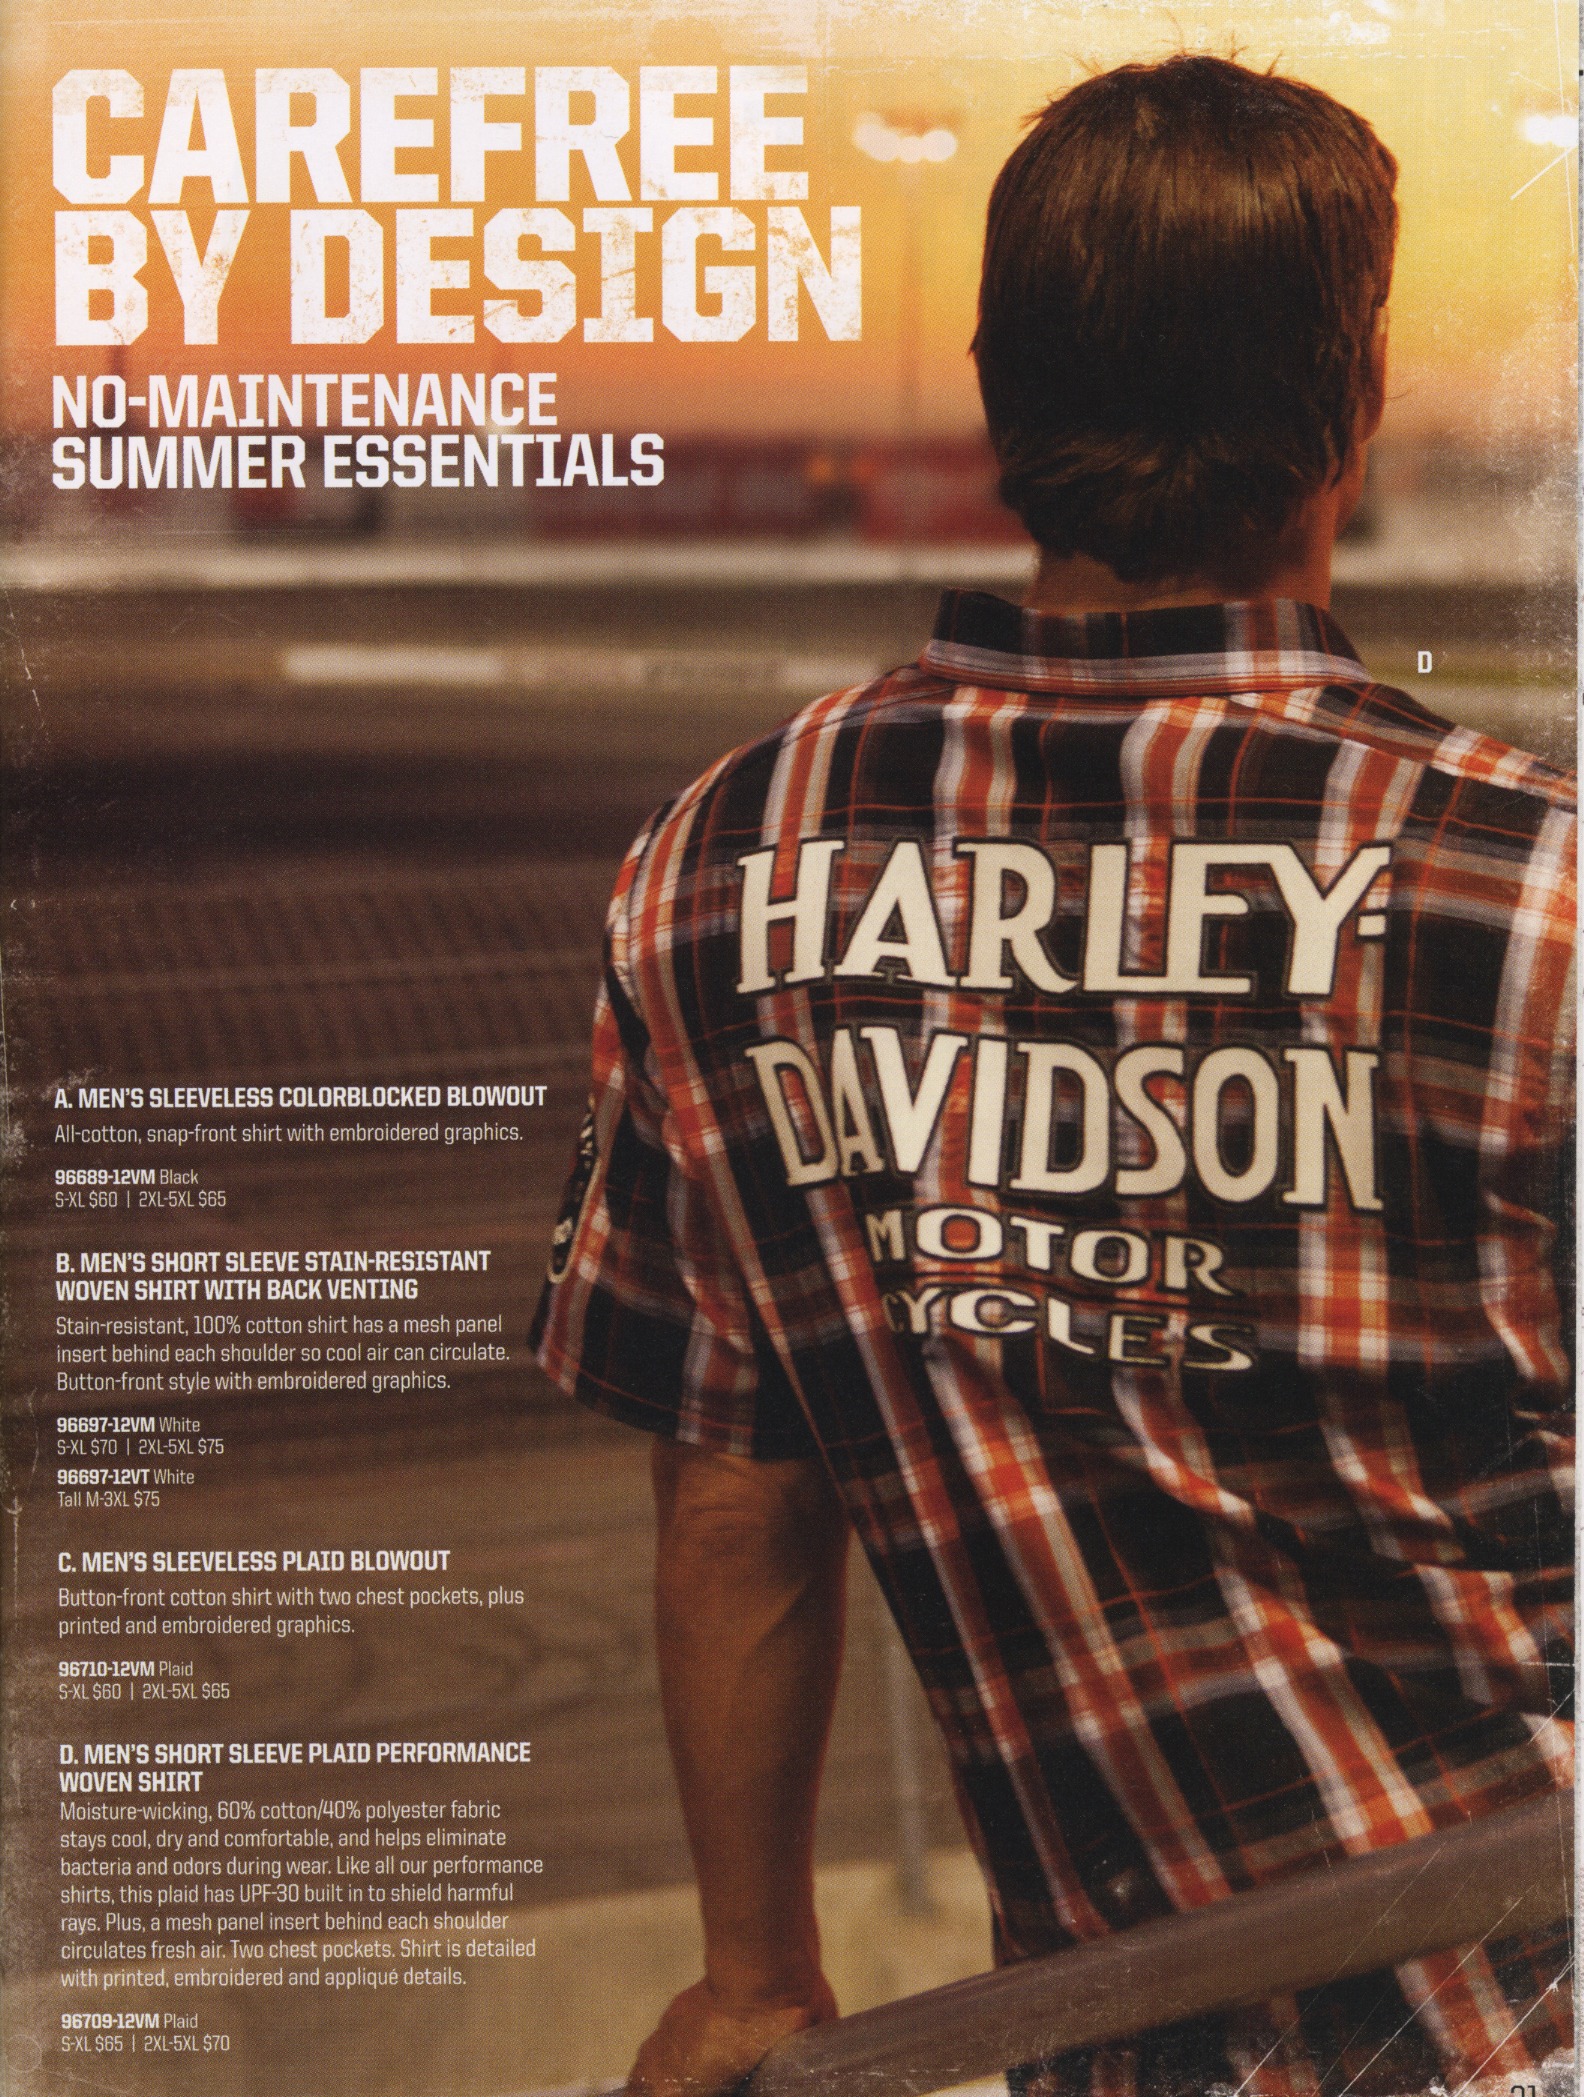 CAREFREE
BY DESIGN
NO-MAINTENANCE
SUMMER ESSENTIALS
D
HARLEY-
DAVIDSON
MOTOR
CYCLES
A. MEN'S SLEEVELESS COLORBLOCKED BLOWOUT
All-cotton, snap-front shirt with embroidered graphics.
96689-12VM Black
S-XL $60 | 2XL-5XL $65
B. MEN'S SHORT SLEEVE STAIN-RESISTANT
WOVEN SHIRT WITH BACK VENTING
Stain-resistant, 100% cotton shirt has a mesh panel
insert behind each shoulder so cool air can circulate.
Button-front style with embroidered graphics.
96697-12VM White
S-XL $70 | 2XL-5XL $75
96697-12VT White
Tall M-3XL $75
C. MEN'S SLEEVELESS PLAID BLOWOUT
Button-front cotton shirt with two chest pockets, plus
printed and embroidered graphics.
96710-12VM Plaid
S-XL $60 | 2XL-5XL $65
D. MEN'S SHORT SLEEVE PLAID PERFORMANCE
WOVEN SHIRT
Moisture-wicking, 60% cotton/40% polyester fabric
stays cool, dry and comfortable, and helps eliminate
bacteria and odors during wear. Like all our performance
shirts, this plaid has UPF-30 built in to shield harmful
rays. Plus, a mesh panel insert behind each shoulder
circulates fresh air. Two chest pockets. Shirt is detailed
with printed, embroidered and appliqué details.
96709-12VM Plaid
S-XL $65 | 2XL-5XL $70